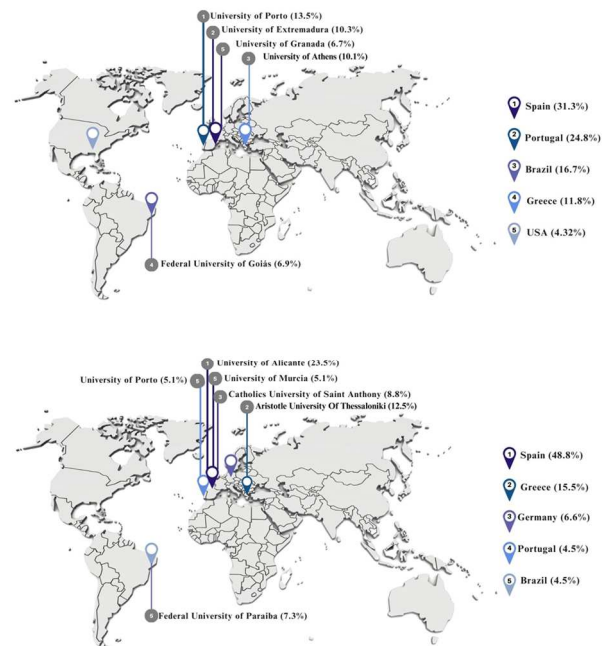 1 University of Porto (13.5%)
2 University of Extremadura (10.3%)
5 University of Granada (6.7%)
3 University of Athens (10.1%)
4 Federal University of Goiàs (6.9%)
1 Spain (31.3%)
2 Portugal (24.8%)
3 Brazil (16.7%)
4 Greece (11.8%)
5 USA (4.32%)
1 University of Alicante (23.5%)
University of Porto (5.1%)
University of Murcia (5.1%)
3 Catholics University of Saint Anthony (8.8%)
2 Aristotle University Of Thessaloniki (12.5%)
Federal University of Paraiba (7.3%)
1 Spain (48.8%)
2 Greece (15.5%)
3 Germany (6.6%)
4 Portugal (4.5%)
5 Brazil (4.5%)